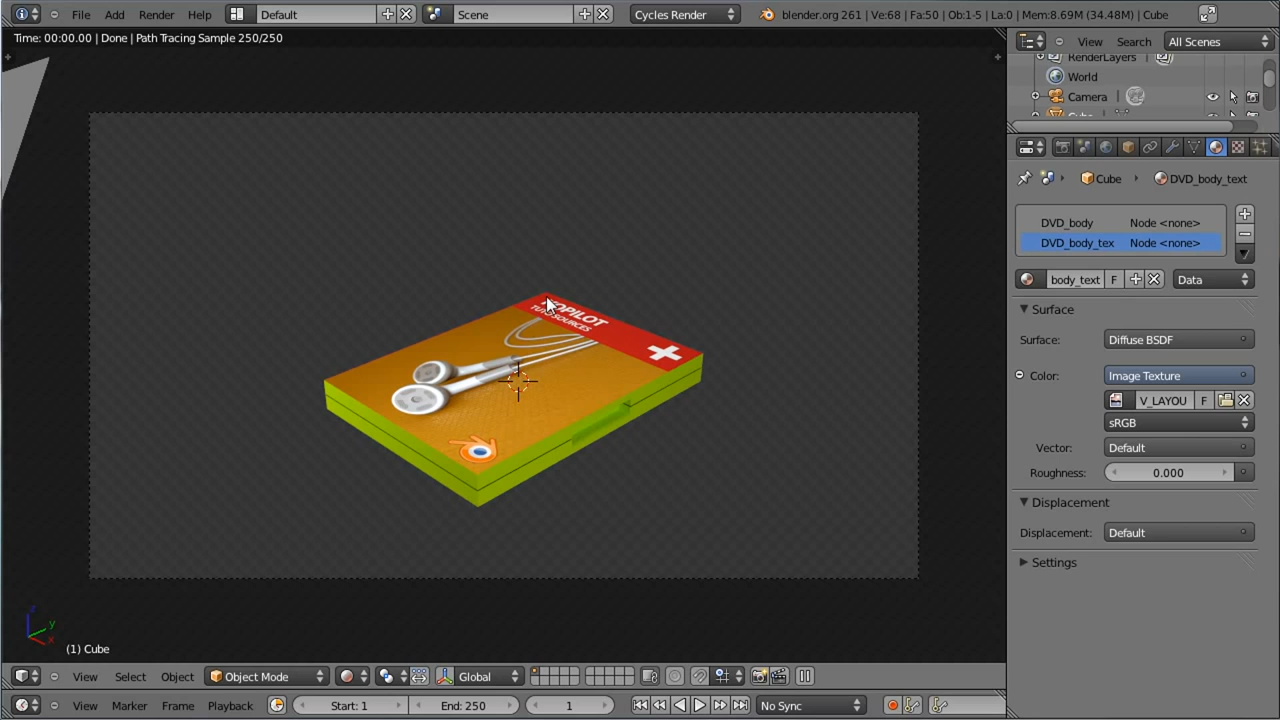 File Add Render Help Default Scene Cycles Render blender.org 261 | Ve:68 | Fa:50 | Ob:1-5 | La:0 | Mem:8.69M (34.48M) | Cube
Time: 00:00.00 | Done | Path Tracing Sample 250/250
View Search All Scenes
RenderLayers
World
Camera
Cube DVD_body_text
DVD_body Node <none>
DVD_body_tex Node <none>
body_text F Data
Surface
Surface: Diffuse BSDF
Color: Image Texture
V_LAYOU F
sRGB
Vector: Default
Roughness: 0.000
Displacement
Displacement: Default
Settings
OPILOT
SOURCES
z
y
x
(1) Cube
View Select Object Object Mode Global
View Marker Frame Playback Start: 1 End: 250 1 No Sync